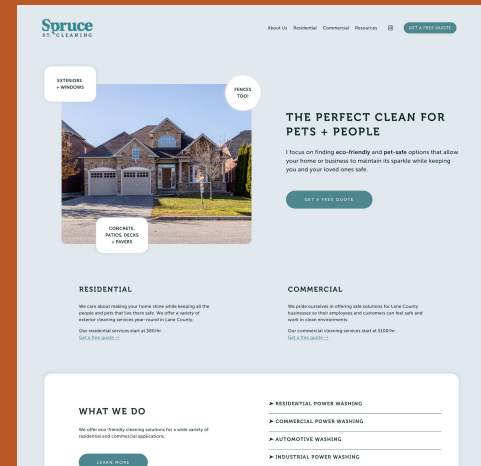 Spruce
ST. CLEANING
About Us Residential Commercial Resources GET A FREE QUOTE
EXTERIORS
+ WINDOWS
FENCES
TOO!
CONCRETE,
PATIOS, DECKS
+ PAVERS
THE PERFECT CLEAN FOR
PETS + PEOPLE
I focus on finding eco-friendly and pet-safe options that allow
your home or business to maintain its sparkle while keeping
you and your loved ones safe.
GET A FREE QUOTE
RESIDENTIAL
We care about making your home shine while keeping all the
people and pets that live there safe. We offer a variety of
exterior cleaning services year-round in Lane County.
Our residential services start at $80/hr.
Get a free quote →
COMMERCIAL
We pride ourselves in offering safe solutions for Lane County
businesses so their employees and customers can feel safe and
work in clean environments.
Our commercial cleaning services start at $100/hr.
Get a free quote →
WHAT WE DO
We offer eco-friendly cleaning solutions for a wide variety of
residential and commercial applications.
LEARN MORE
➤ RESIDENTIAL POWER WASHING
➤ COMMERCIAL POWER WASHING
➤ AUTOMOTIVE WASHING
➤ INDUSTRIAL POWER WASHING